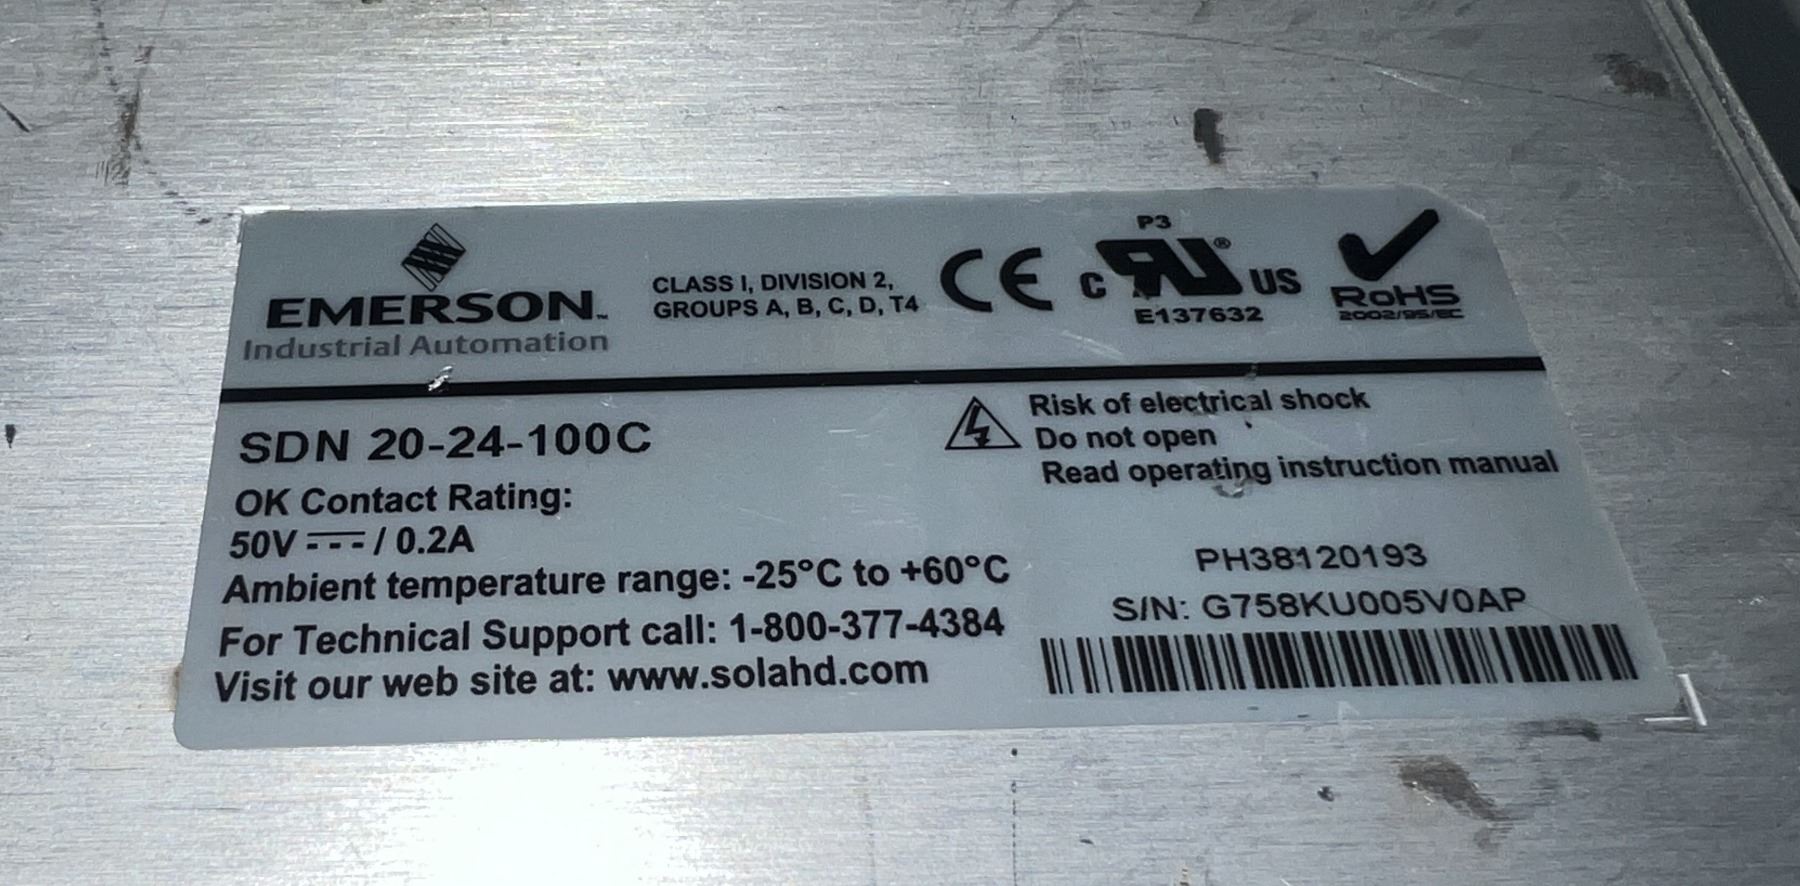 EMERSON™
Industrial Automation
CLASS I, DIVISION 2,
GROUPS A, B, C, D, T4
CE
P3
C RU® US
E137632
RoHS
2002/95/EC
SDN 20-24-100C
OK Contact Rating:
50V ⎓ / 0.2A
Ambient temperature range: -25°C to +60°C
For Technical Support call: 1-800-377-4384
Visit our web site at: www.solahd.com
Risk of electrical shock
Do not open
Read operating instruction manual
PH38120193
S/N: G758KU005V0AP